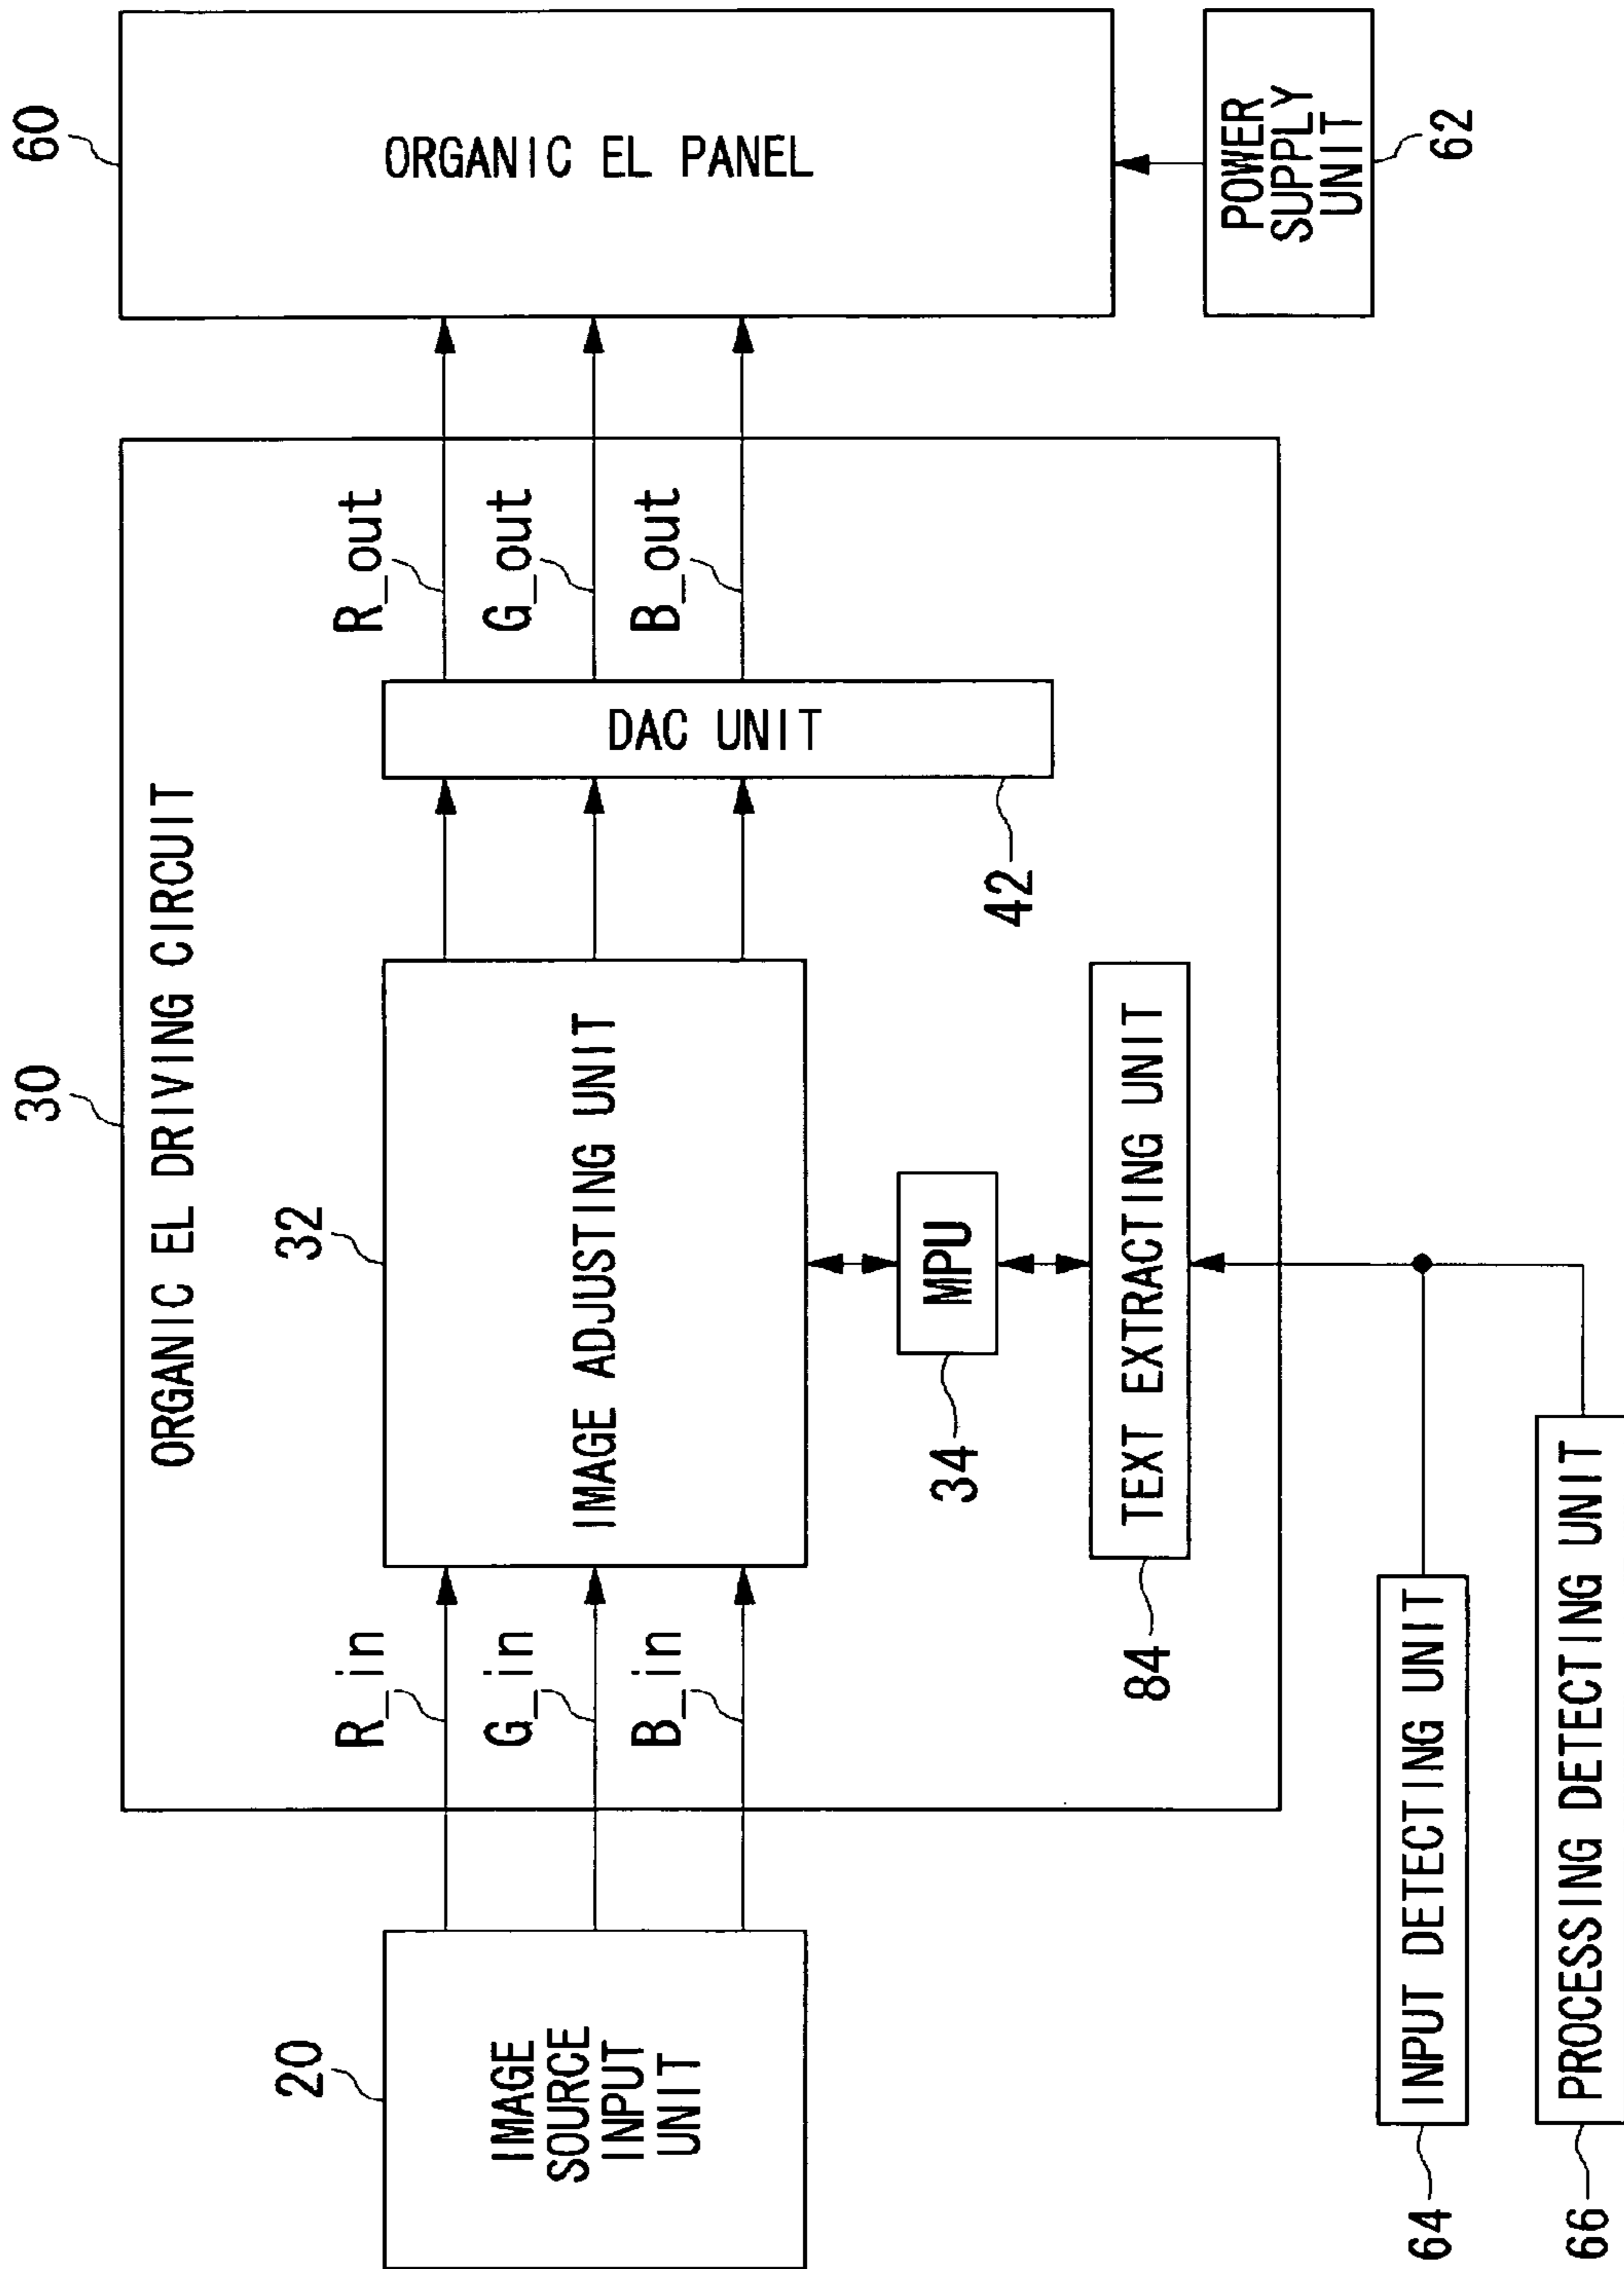 30
ORGANIC EL DRIVING CIRCUIT
60
ORGANIC EL PANEL
20
IMAGE
SOURCE
INPUT
UNIT
R_in
G_in
B_in
32
IMAGE ADJUSTING UNIT
R_out
G_out
B_out
DAC UNIT
42
34
MPU
84
TEXT EXTRACTING UNIT
POWER
SUPPLY
UNIT
62
64
INPUT DETECTING UNIT
66
PROCESSING DETECTING UNIT